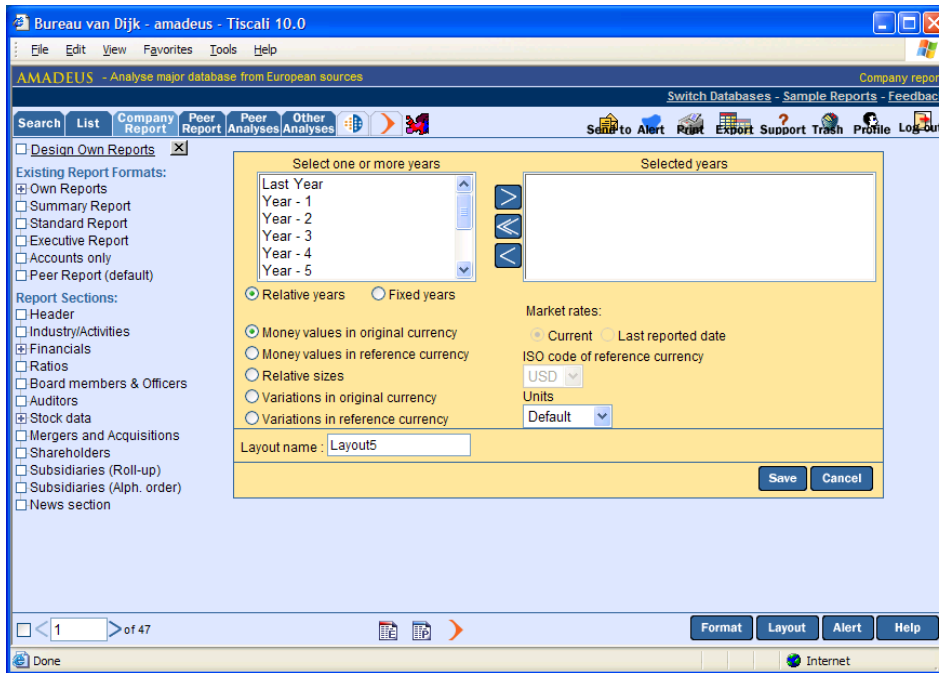 Bureau van Dijk - amadeus - Tiscali 10.0
File Edit View Favorites Tools Help
AMADEUS - Analyse major database from European sources
Company repor
Switch Databases - Sample Reports - Feedbac
Search List Company Report Peer Report Peer Analyses Other Analyses
Send to Alert Print Export Support Trash Profile Log Out
Design Own Reports X
Existing Report Formats:
Own Reports
Summary Report
Standard Report
Executive Report
Accounts only
Peer Report (default)
Report Sections:
Header
Industry/Activities
Financials
Ratios
Board members & Officers
Auditors
Stock data
Mergers and Acquisitions
Shareholders
Subsidiaries (Roll-up)
Subsidiaries (Alph. order)
News section
Select one or more years
Last Year
Year - 1
Year - 2
Year - 3
Year - 4
Year - 5
Selected years
Relative years Fixed years
Money values in original currency
Money values in reference currency
Relative sizes
Variations in original currency
Variations in reference currency
Market rates:
Current Last reported date
ISO code of reference currency
USD
Units
Default
Layout name : Layout5
Save Cancel
1 of 47
Format Layout Alert Help
Done
Internet